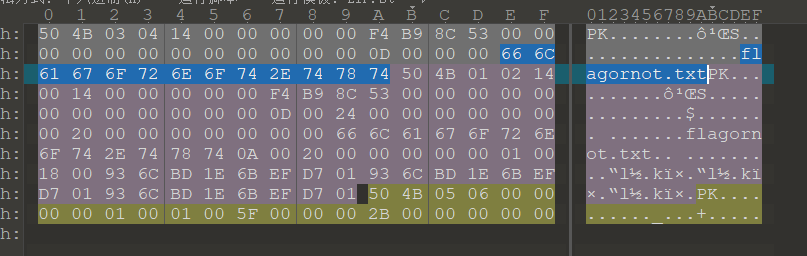 0 1 2 3 4 5 6 7 8 9 A B C D E F 0123456789ABCDEF
h: 50 4B 03 04 14 00 00 00 00 00 F4 B9 8C 53 00 00 PK........ô¹ŒS..
h: 00 00 00 00 00 00 00 00 00 00 0D 00 00 00 66 6C ..............fl
h: 61 67 6F 72 6E 6F 74 2E 74 78 74 50 4B 01 02 14 agornot.txtPK...
h: 00 14 00 00 00 00 00 F4 B9 8C 53 00 00 00 00 00 .......ô¹ŒS.....
h: 00 00 00 00 00 00 00 0D 00 24 00 00 00 00 00 00 .........$......
h: 00 20 00 00 00 00 00 00 00 66 6C 61 67 6F 72 6E . .......flagorn
h: 6F 74 2E 74 78 74 0A 00 20 00 00 00 00 00 01 00 ot.txt.. .......
h: 18 00 93 6C BD 1E 6B EF D7 01 93 6C BD 1E 6B EF ..“l½.kï×.“l½.kï
h: D7 01 93 6C BD 1E 6B EF D7 01 50 4B 05 06 00 00 ×.“l½.kï×.PK....
h: 00 00 01 00 01 00 5F 00 00 00 2B 00 00 00 00 00 ......_...+.....
h: